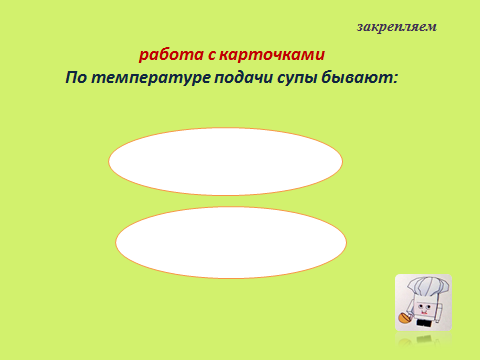 закрепляем
работа с карточками
По температуре подачи супы бывают: